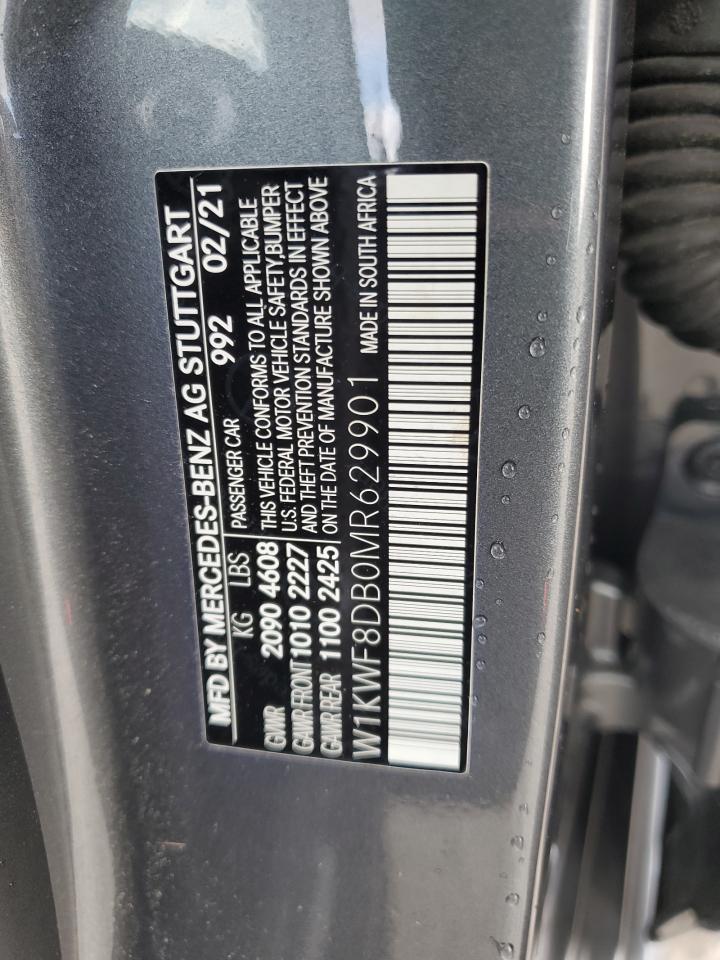 MFD BY MERCEDES-BENZ AG STUTTGART
KG LBS PASSENGER CAR 992 02/21
GVWR 2090 4608 THIS VEHICLE CONFORMS TO ALL APPLICABLE
GAWR FRONT 1010 2227 U.S. FEDERAL MOTOR VEHICLE SAFETY,BUMPER
GAWR REAR 1100 2425 AND THEFT PREVENTION STANDARDS IN EFFECT
ON THE DATE OF MANUFACTURE SHOWN ABOVE
W1KWF8DB0MR629901 MADE IN SOUTH AFRICA